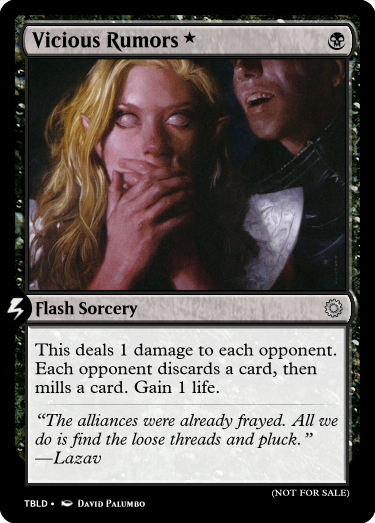 Vicious Rumors ★
Flash Sorcery
This deals 1 damage to each opponent.
Each opponent discards a card, then
mills a card. Gain 1 life.
“The alliances were already frayed. All we
do is find the loose threads and pluck.”
—Lazav
(NOT FOR SALE)
TBLD • David Palumbo